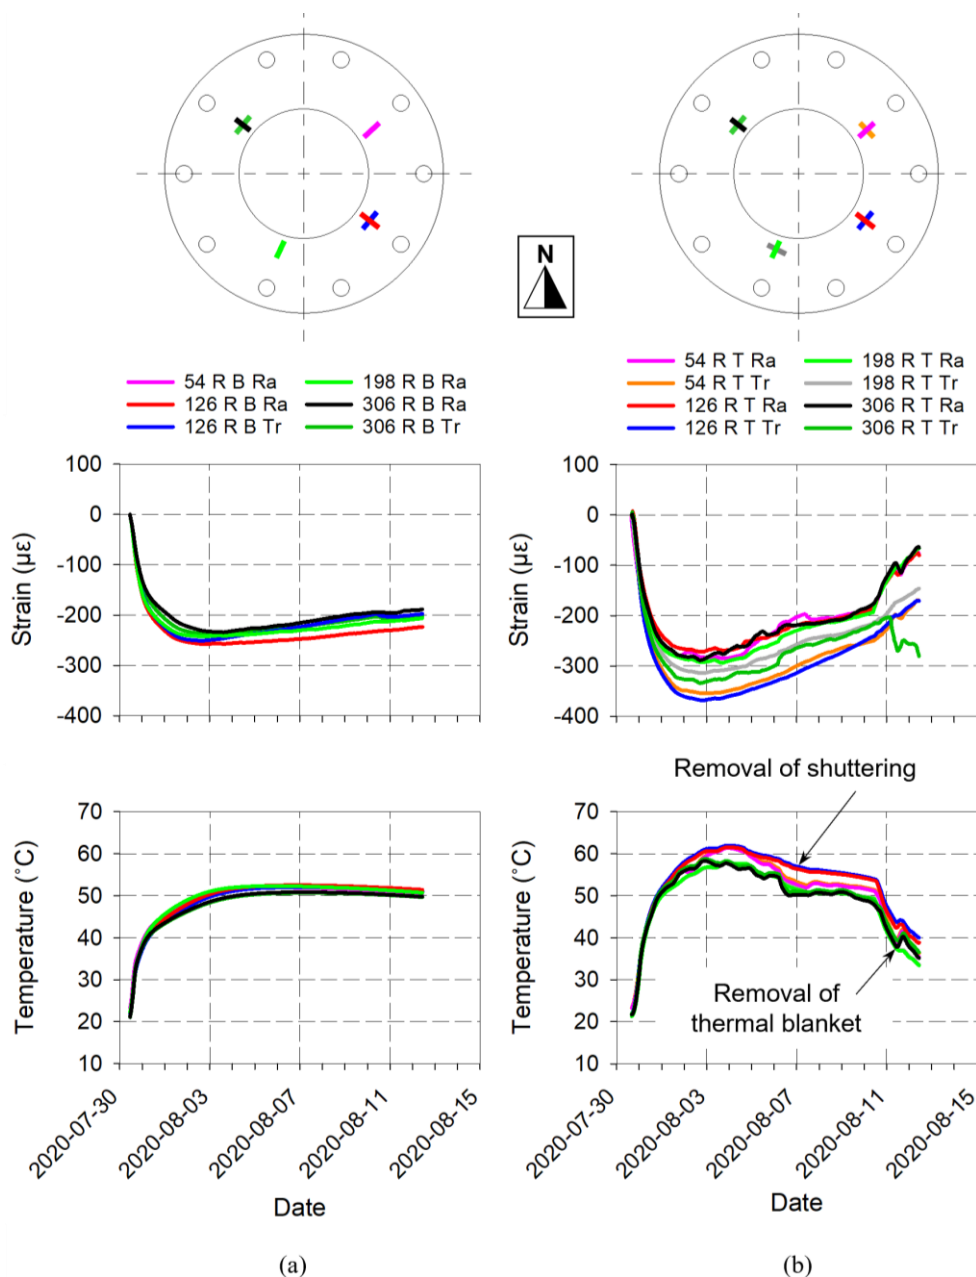 N
54 R B Ra
198 R B Ra
126 R B Ra
306 R B Ra
126 R B Tr
306 R B Tr
54 R T Ra
198 R T Ra
54 R T Tr
198 R T Tr
126 R T Ra
306 R T Ra
126 R T Tr
306 R T Tr
Strain (με)
100
0
-100
-200
-300
-400
Strain (με)
100
0
-100
-200
-300
-400
Temperature (°C)
70
60
50
40
30
20
10
2020-07-30
2020-08-03
2020-08-07
2020-08-11
2020-08-15
Date
Temperature (°C)
70
60
50
40
30
20
10
Removal of shuttering
Removal of
thermal blanket
2020-07-30
2020-08-03
2020-08-07
2020-08-11
2020-08-15
Date
(a)
(b)